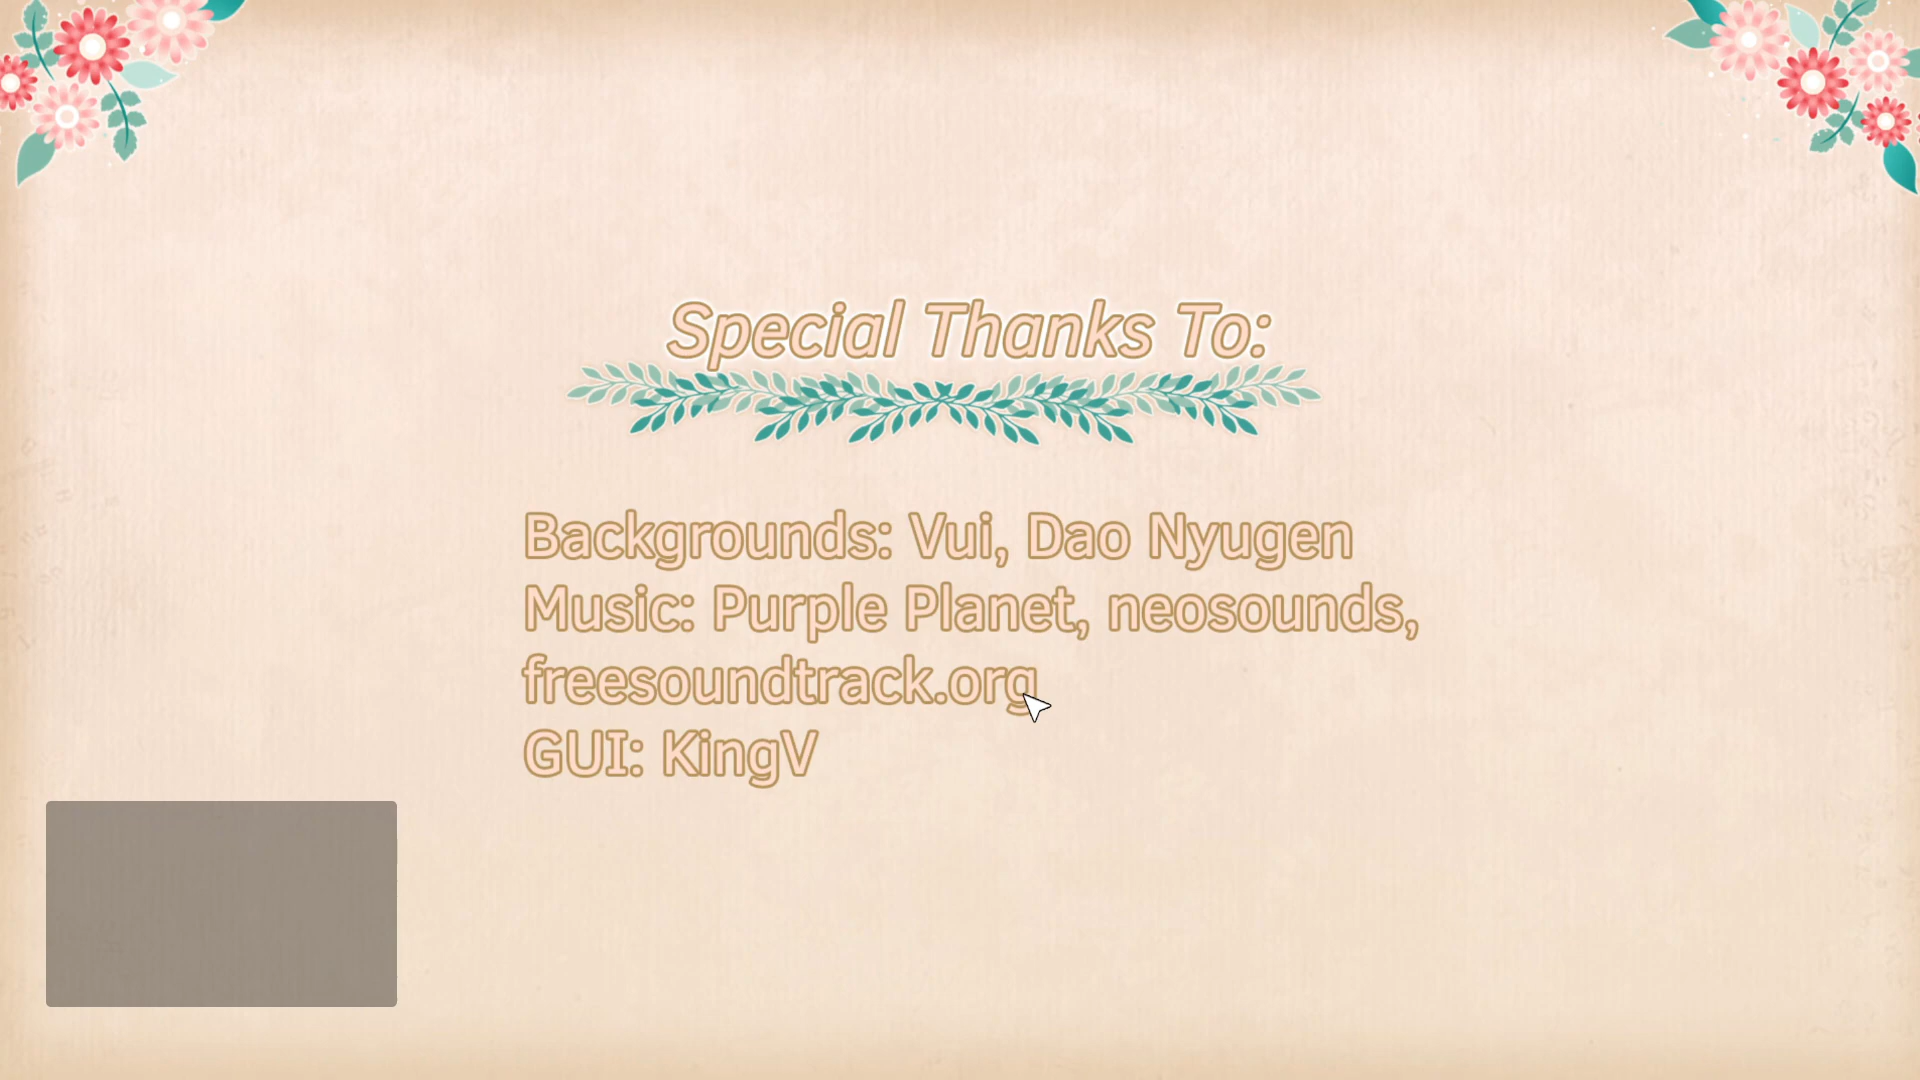 Special Thanks To:
Backgrounds: Vui, Dao Nyugen
Music: Purple Planet, neosounds,
freesoundtrack.org
GUI: KingV